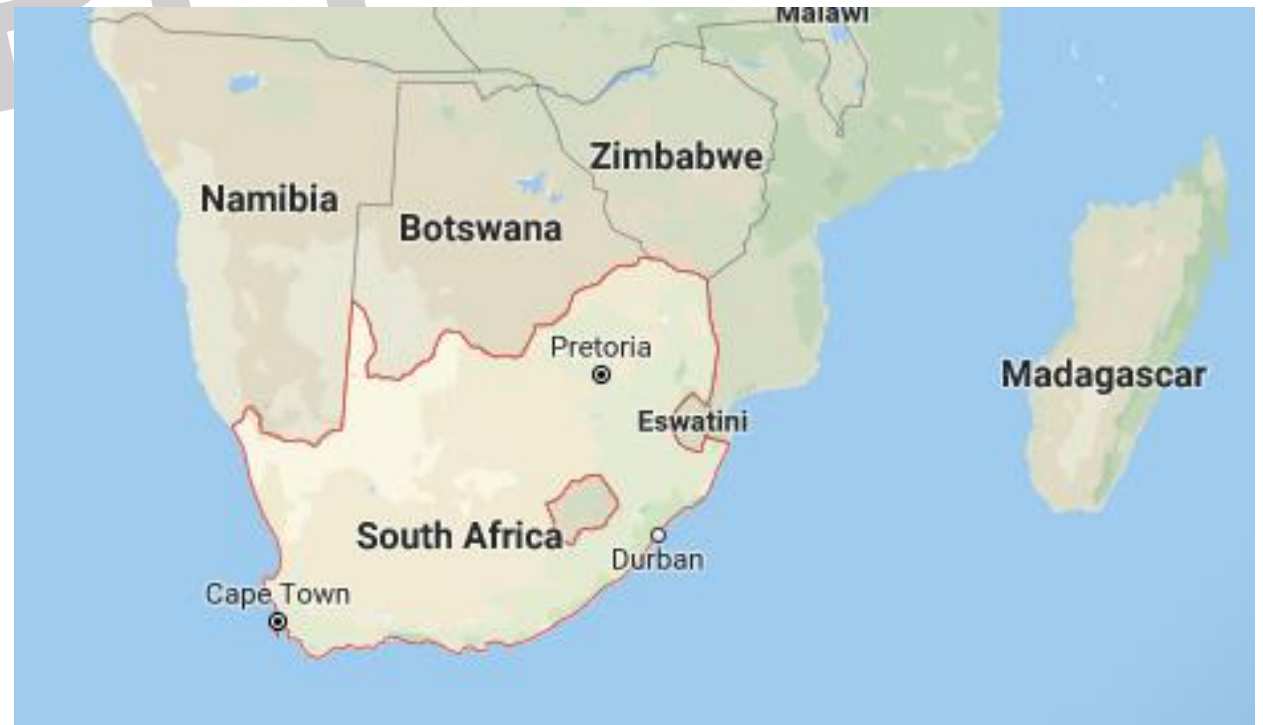 Malawi
Zimbabwe
Namibia
Botswana
Pretoria
Madagascar
Eswatini
South Africa
Durban
Cape Town